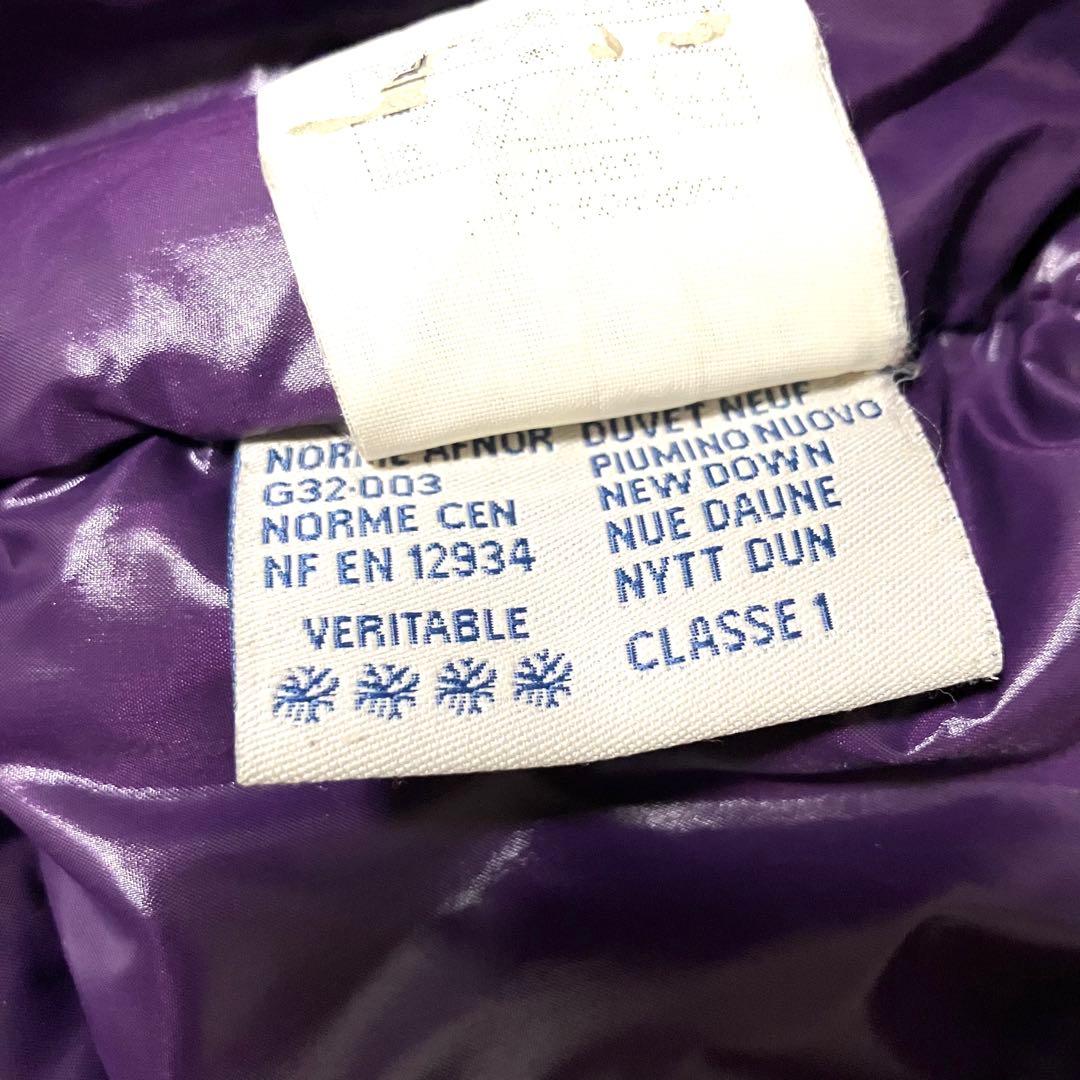 NORME AFNOR
G32-003
NORME CEN
NF EN 12934
VERITABLE
DUVET NEUF
PIUMINO NUOVO
NEW DOWN
NUE DAUNE
NYTT DUN
CLASSE 1